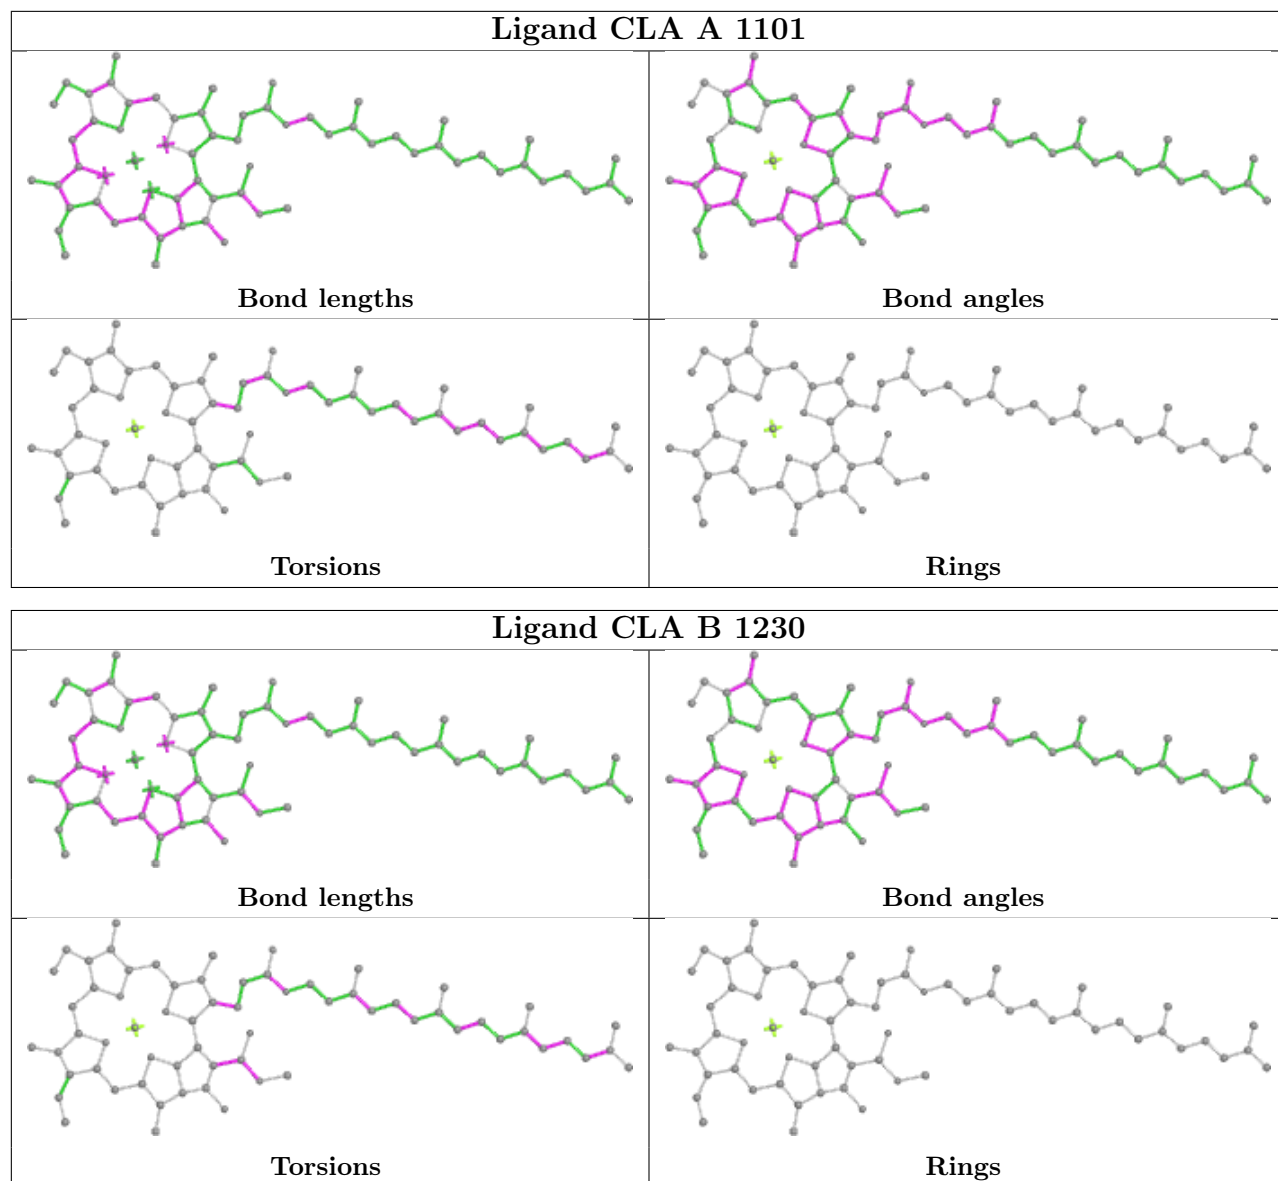 Ligand CLA A 1101
Bond lengths
Bond angles
Torsions
Rings
Ligand CLA B 1230
Bond lengths
Bond angles
Torsions
Rings